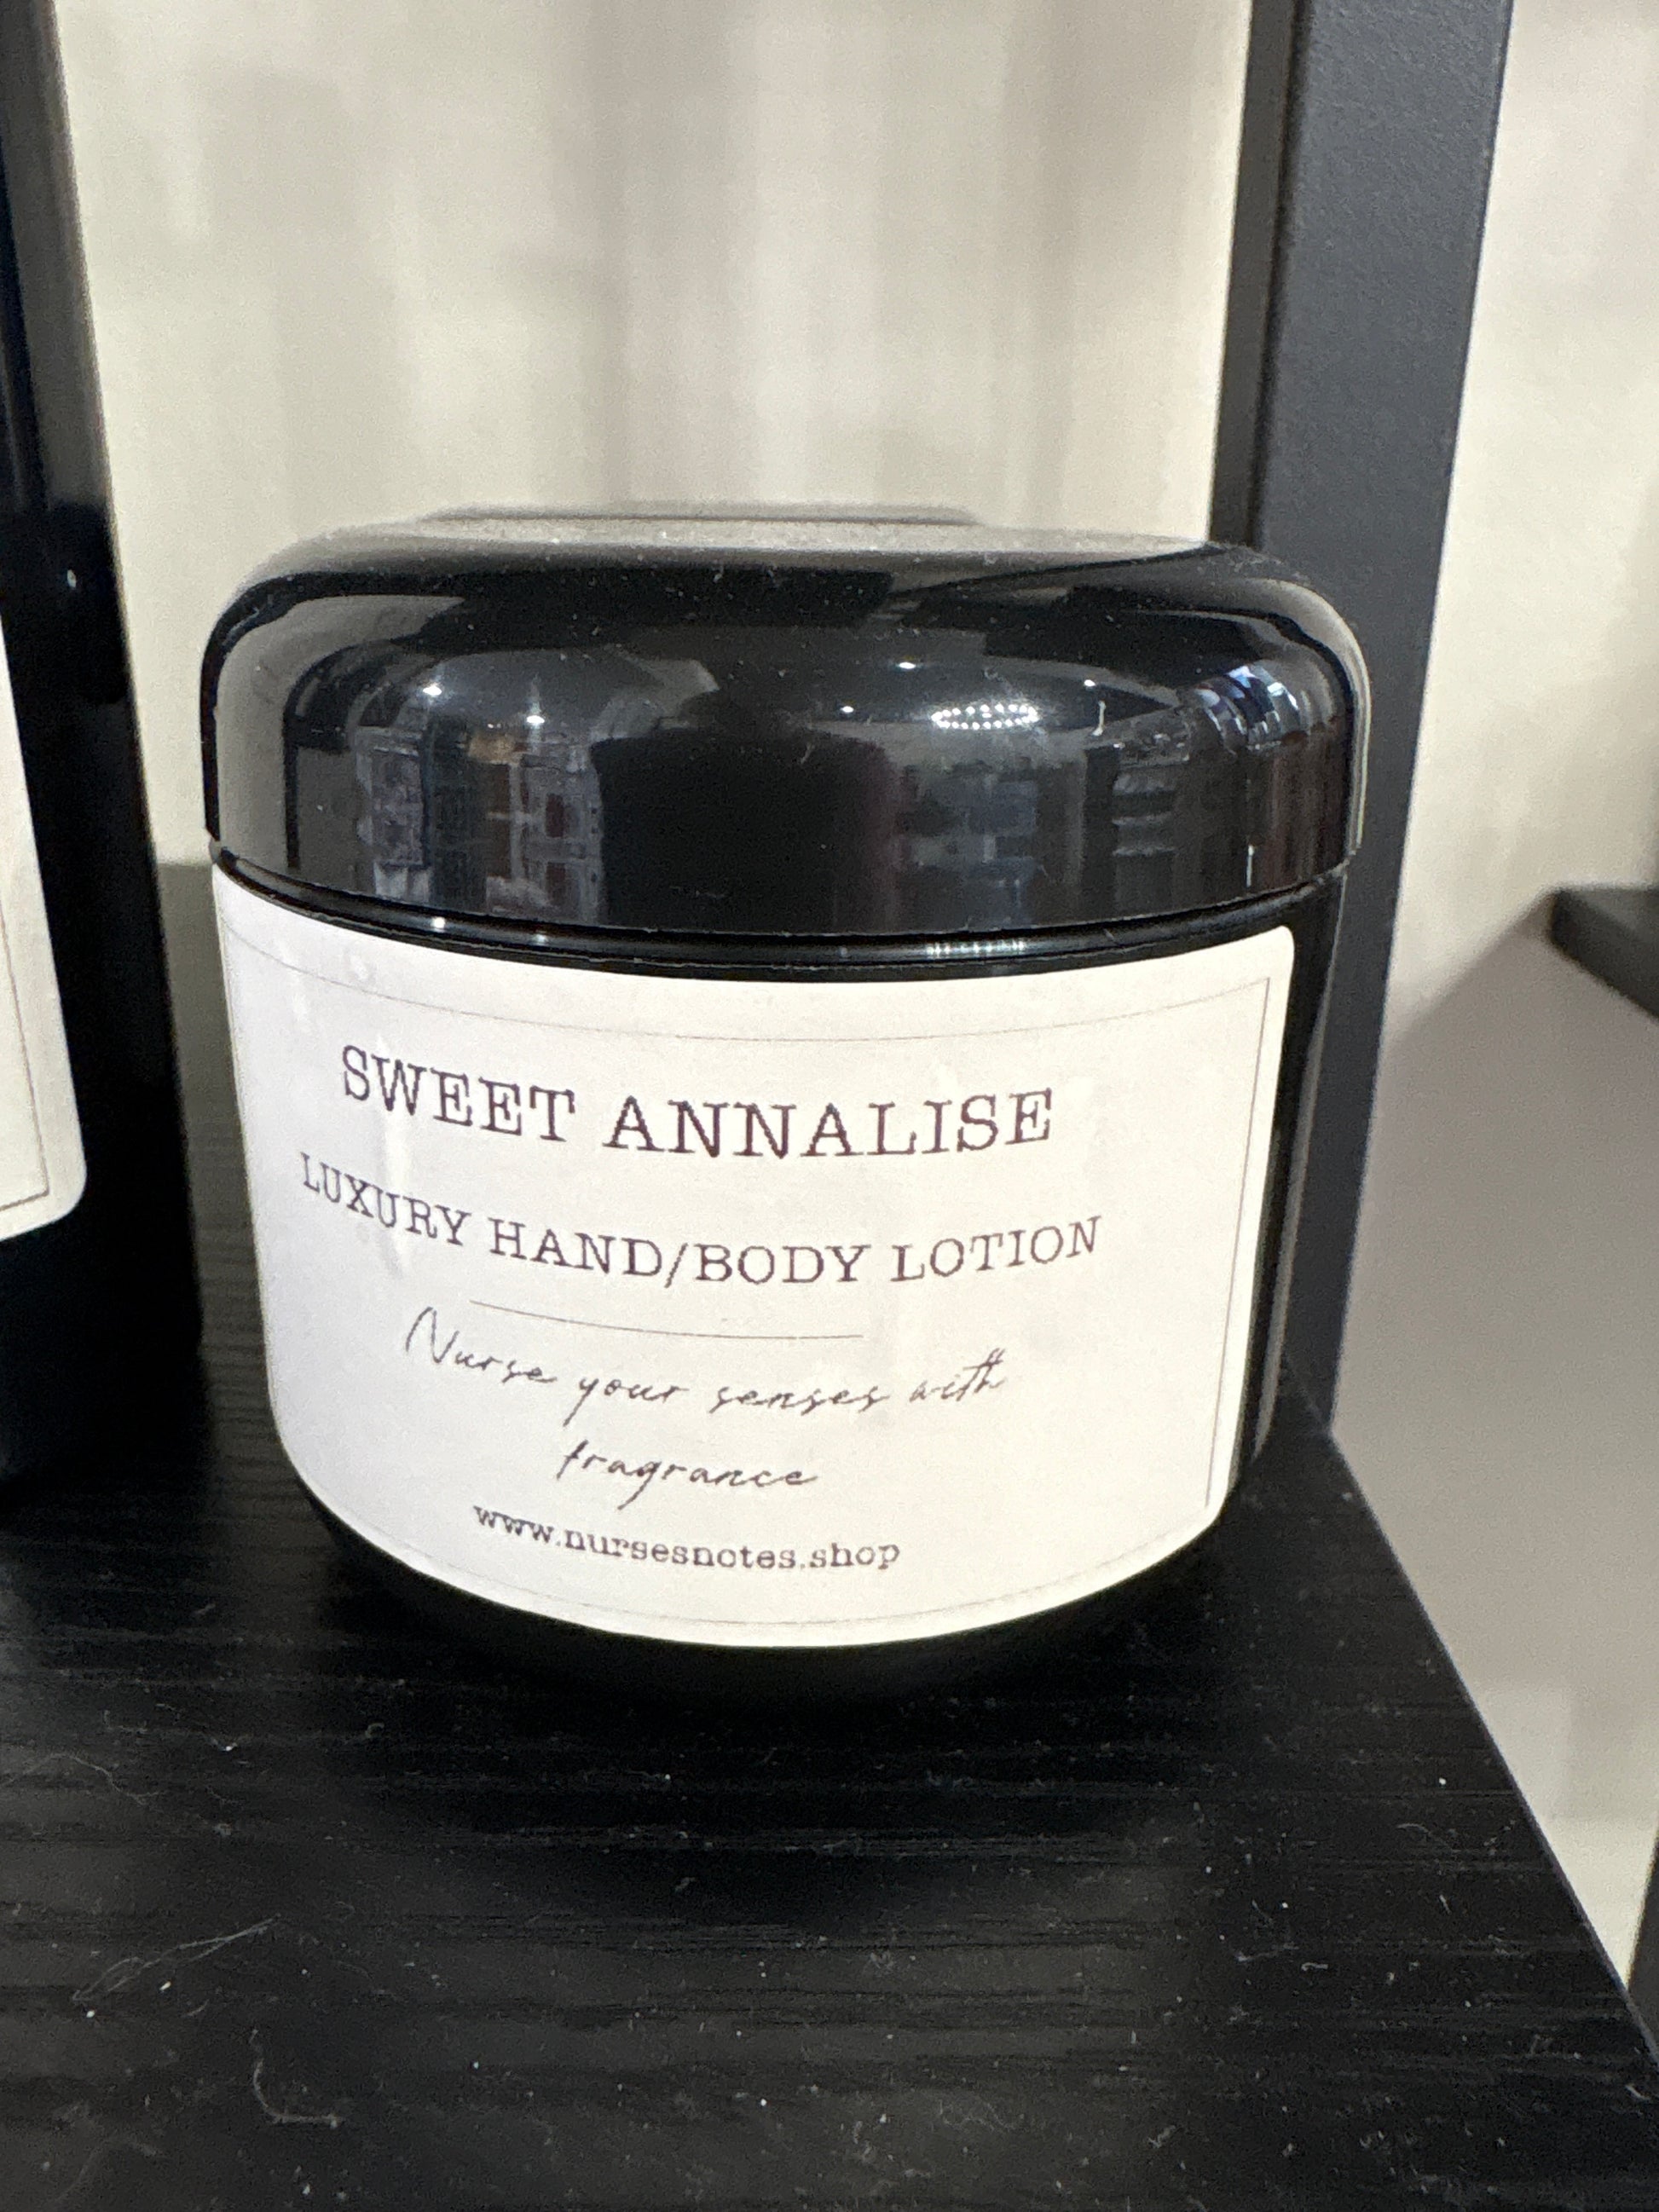 SWEET ANNALISE
LUXURY HAND/BODY LOTION
Nurse your senses with
fragrance
www.nursesnotes.shop